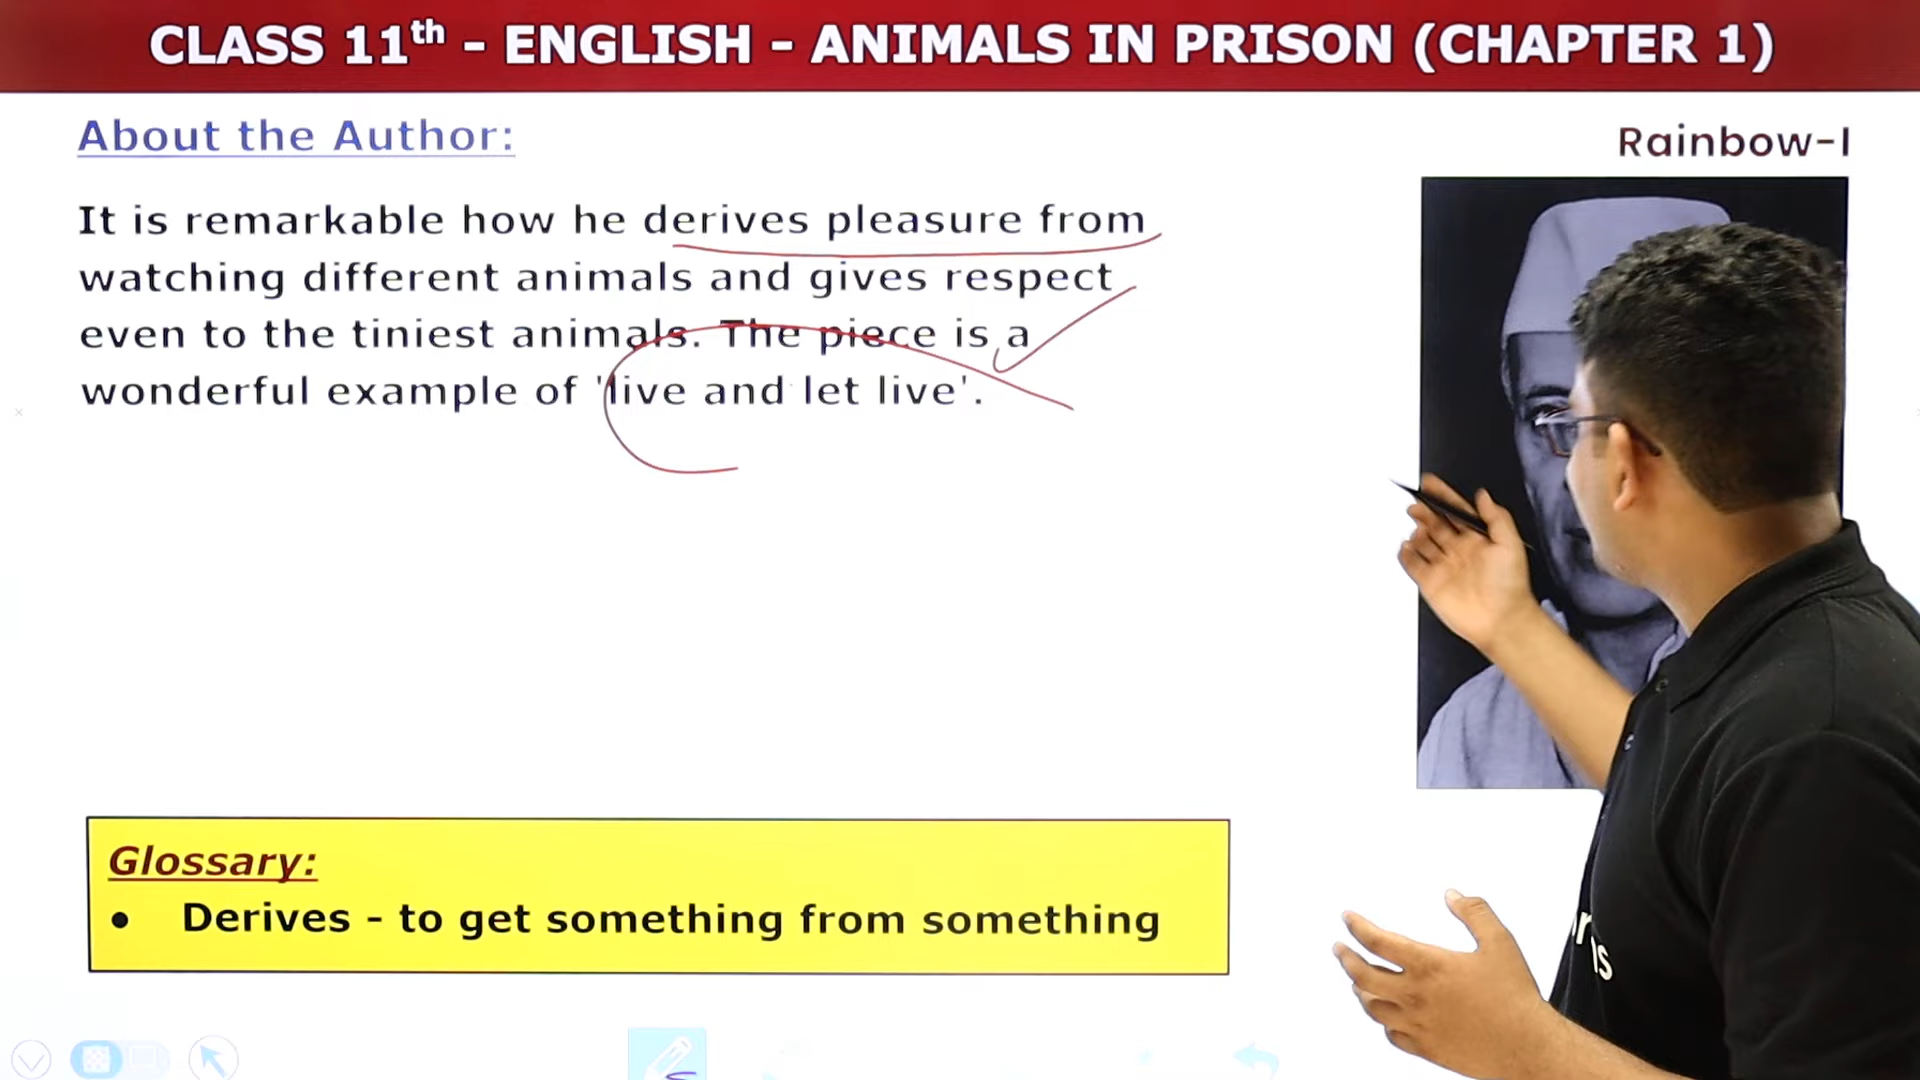 CLASS 11th - ENGLISH - ANIMALS IN PRISON (CHAPTER 1)
About the Author:
Rainbow-I
It is remarkable how he derives pleasure from
watching different animals and gives respect
even to the tiniest animals. The piece is a
wonderful example of 'live and let live'.
Glossary:
● Derives - to get something from something